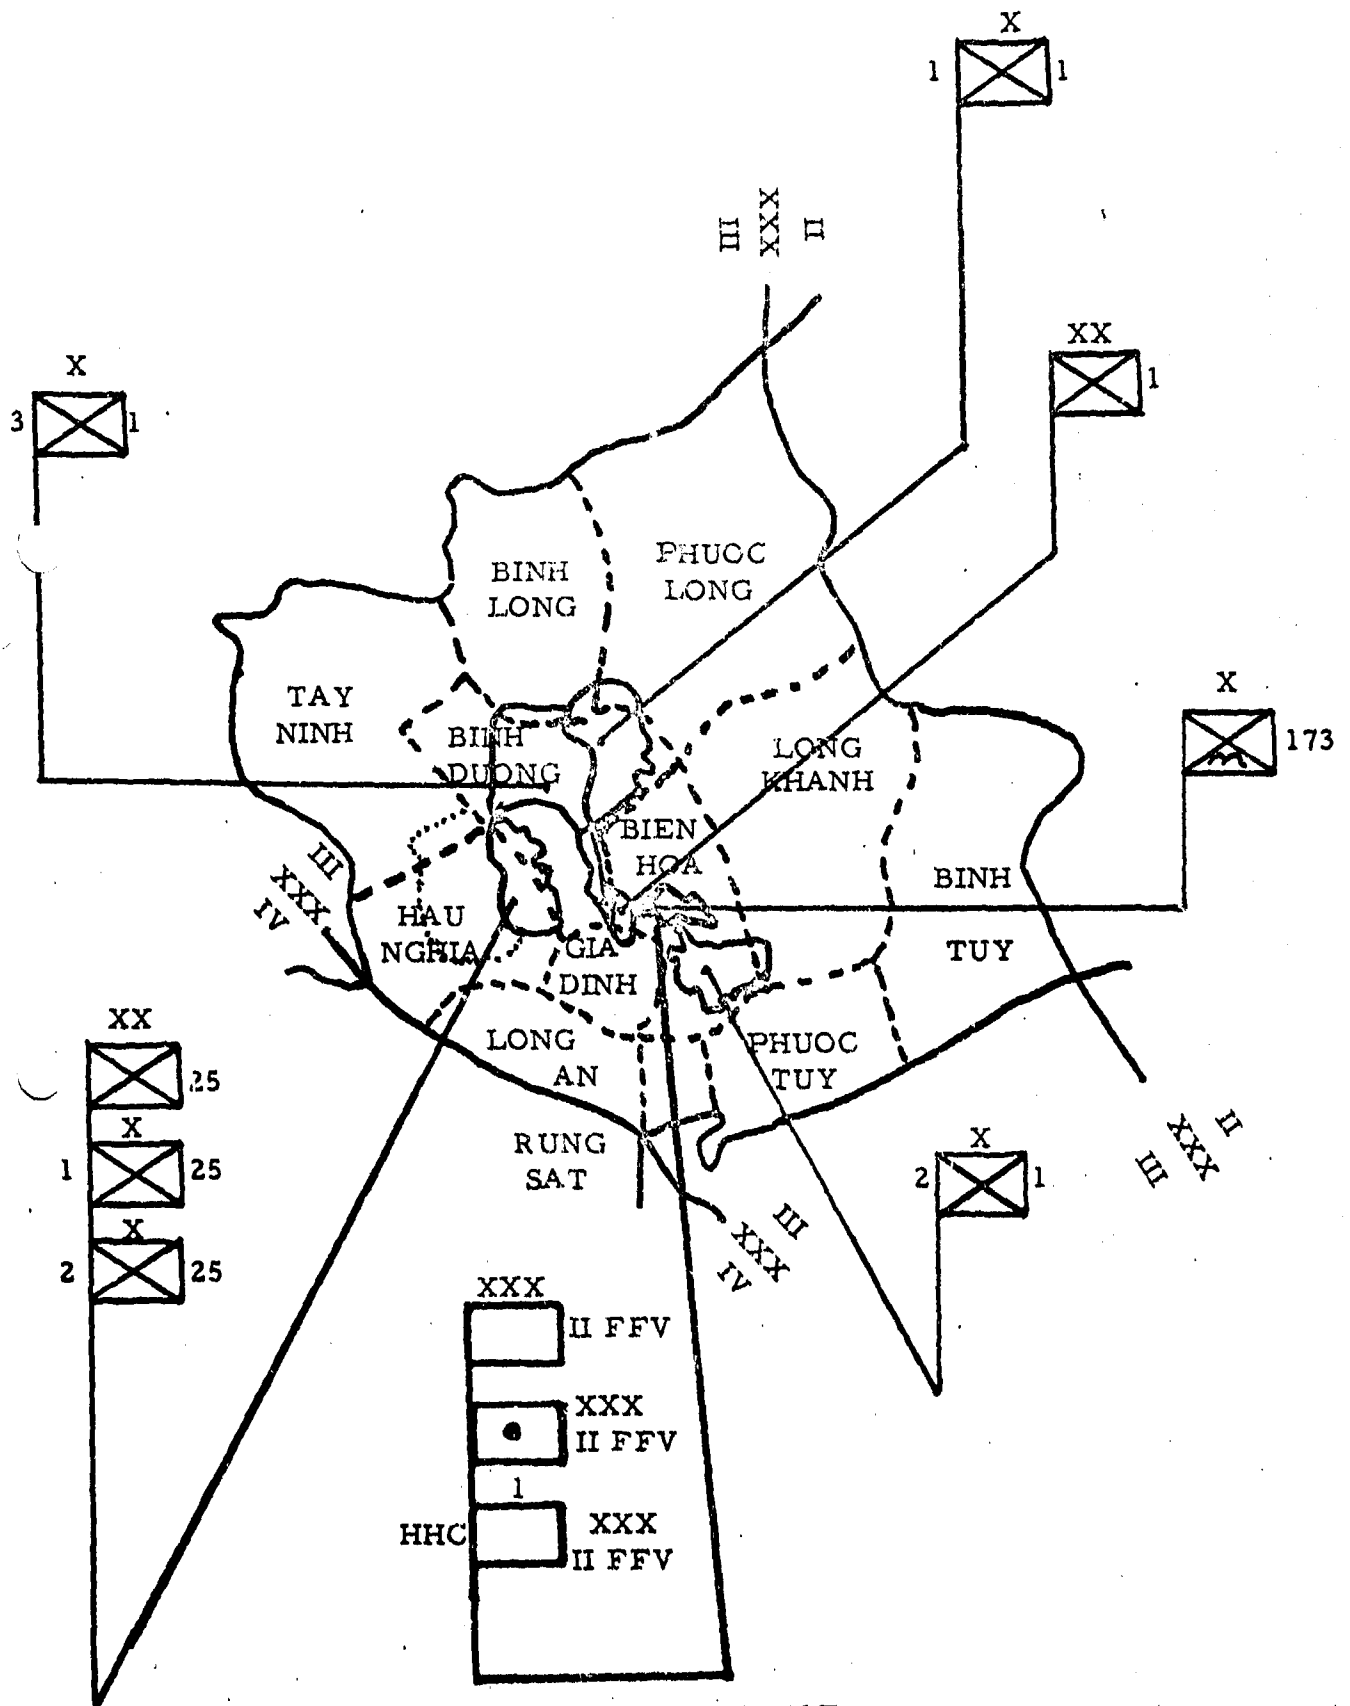 X
1 1
III
XXX
II
XX
1
X
3 1
PHUOC
LONG
BINH
LONG
TAY
NINH
X
173
BINH
DUONG
LONG
KHANH
BIEN
HOA
III
XXX
IV
BINH
TUY
HAU
NGHIA
GIA
DINH
LONG
AN
PHUOC
TUY
RUNG
SAT
XX
25
X
1 25
X
2 25
II
XXX
III
X
2 1
III
XXX
IV
XXX
II FFV
XXX
II FFV
1
HHC XXX
II FFV